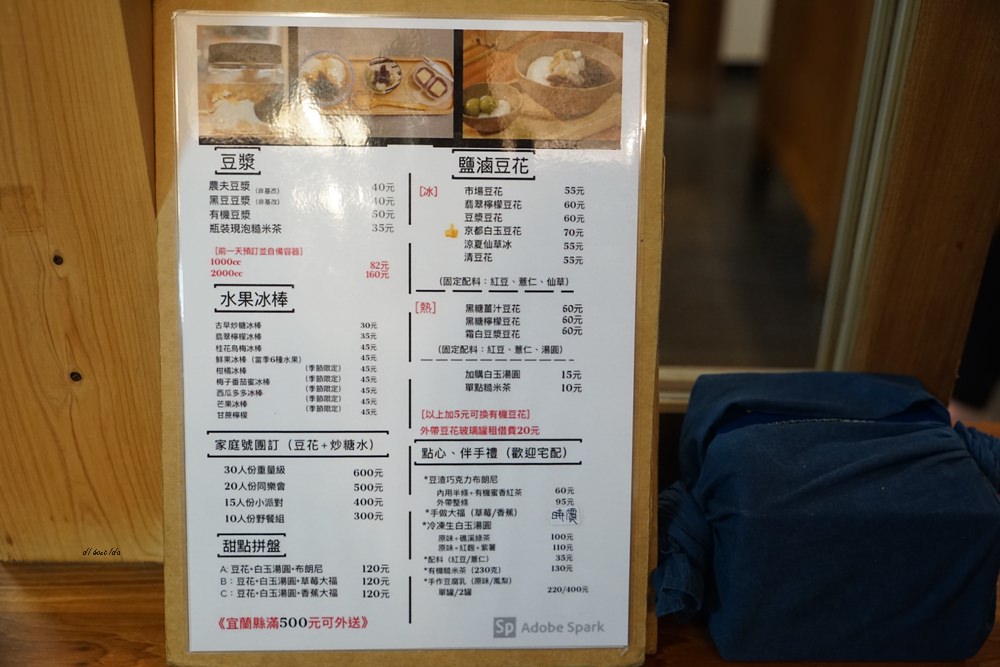 豆漿
農夫豆漿 (非基改) 40元
黑豆豆漿 (非基改) 40元
有機豆漿 50元
瓶裝現泡糙米茶 35元
[前一天預訂並自備容器]
1000cc 82元
2000cc 160元
水果冰棒
古早炒糖冰棒 30元
翡翠檸檬冰棒 35元
桂花烏梅冰棒 45元
鮮果冰棒（當季6種水果） 45元
柑橘冰棒 (季節限定) 45元
梅子番茄蜜冰棒 (季節限定) 45元
西瓜多多冰棒 (季節限定) 45元
芒果冰棒 (季節限定) 45元
甘蔗檸檬 (季節限定) 45元
家庭號團訂（豆花+炒糖水）
30人份重量級 600元
20人份同樂會 500元
15人份小派對 400元
10人份野餐組 300元
甜點拼盤
A: 豆花+白玉湯圓+布朗尼 120元
B：豆花+白玉湯圓+草莓大福 120元
C：豆花+白玉湯圓+香蕉大福 120元
《宜蘭縣滿500元可外送》
鹽滷豆花
[冰] 市場豆花 55元
翡翠檸檬豆花 60元
豆漿豆花 60元
👍 京都白玉豆花 70元
涼夏仙草冰 55元
清豆花 55元
(固定配料：紅豆、薏仁、仙草)
[熱] 黑糖薑汁豆花 60元
黑糖檸檬豆花 60元
霜白豆漿豆花 60元
(固定配料：紅豆、薏仁、湯圓)
加購白玉湯圓 15元
單點糙米茶 10元
[以上加5元可換有機豆花]
外帶豆花玻璃罐租借費20元
點心、伴手禮（歡迎宅配）
*豆渣巧克力布朗尼
內用半條+有機蜜香紅茶 60元
外帶整條 95元
*手做大福（草莓/香蕉） 時價
*冷凍生白玉湯圓
原味+礁溪綠茶 100元
原味+紅麴+紫薯 110元
*配料（紅豆/薏仁） 35元
*有機糙米茶（230克） 130元
*手作豆腐乳（原味/鳳梨）
單罐/2罐 220/400元
Sp Adobe Spark